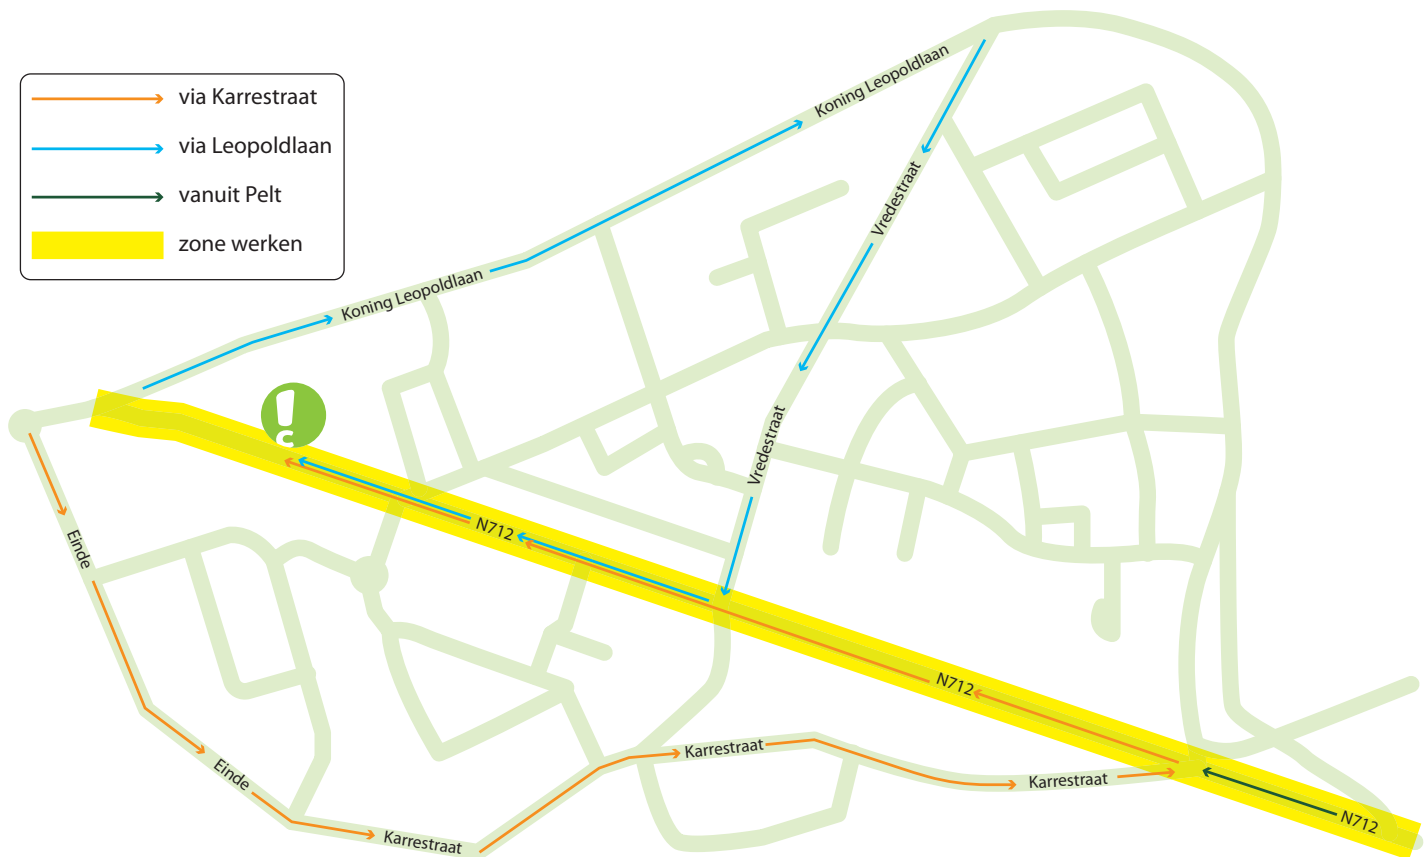 via Karrestraat
via Leopoldlaan
vanuit Pelt
zone werken
Koning Leopoldlaan
Koning Leopoldlaan
Vredestraat
Vredestraat
N712
N712
N712
Einde
Einde
Karrestraat
Karrestraat
Karrestraat